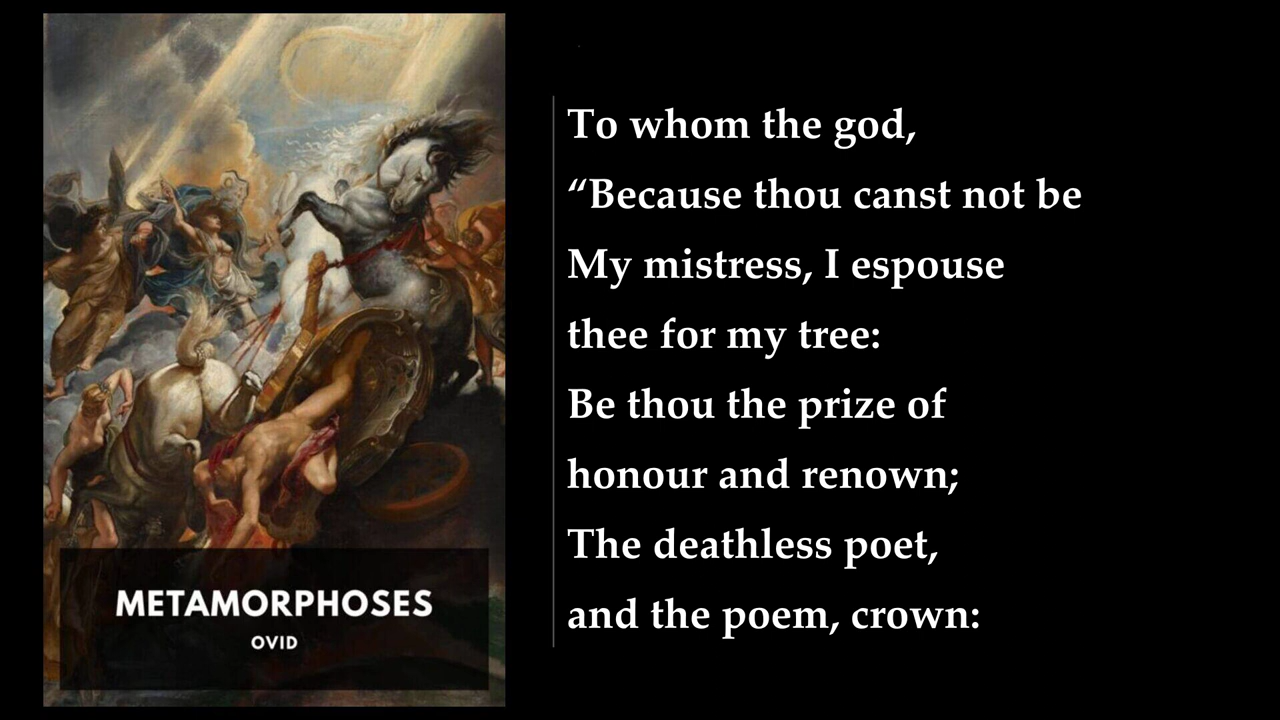 METAMORPHOSES
OVID
To whom the god,
“Because thou canst not be
My mistress, I espouse
thee for my tree:
Be thou the prize of
honour and renown;
The deathless poet,
and the poem, crown: